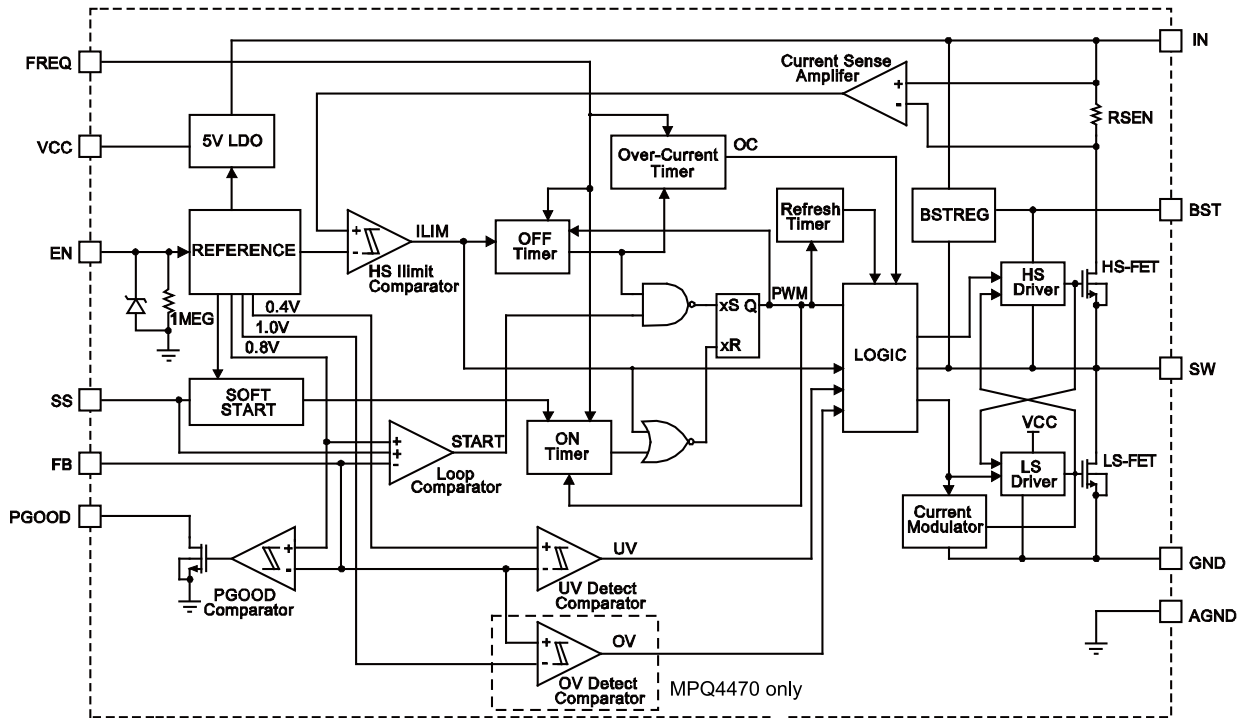 IN
FREQ
Current Sense
Amplifer
+
-
RSEN
5V LDO
VCC
Over-Current
Timer
OC
Refresh
Timer
BSTREG
BST
EN
REFERENCE
+
-
ILIM
HS Ilimit
Comparator
OFF
Timer
HS
Driver
HS-FET
1MEG
0.4V
1.0V
0.8V
xS Q
xR
PWM
LOGIC
SW
SS
SOFT
START
VCC
FB
+
+
-
START
Loop
Comparator
ON
Timer
LS
Driver
LS-FET
PGOOD
Current
Modulator
+
-
PGOOD
Comparator
+
-
UV
UV Detect
Comparator
GND
+
-
OV
OV Detect
Comparator
MPQ4470 only
AGND